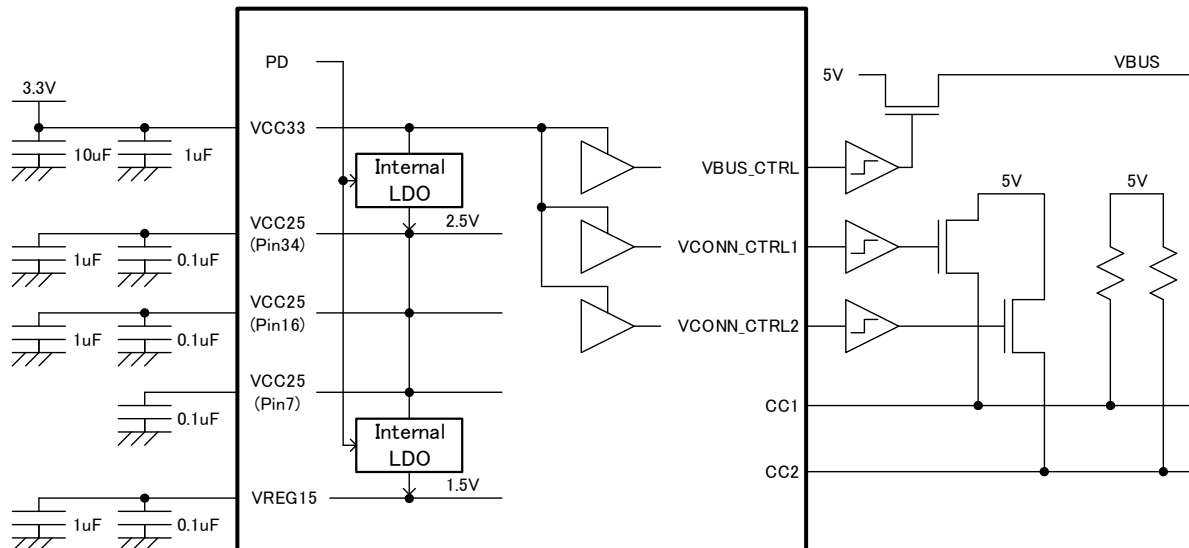 PD
5V
VBUS
3.3V
VCC33
10uF
1uF
Internal
LDO
VBUS_CTRL
5V
5V
VCC25
(Pin34)
2.5V
1uF
0.1uF
VCONN_CTRL1
VCC25
(Pin16)
1uF
0.1uF
VCONN_CTRL2
VCC25
(Pin7)
0.1uF
CC1
Internal
LDO
CC2
1.5V
VREG15
1uF
0.1uF